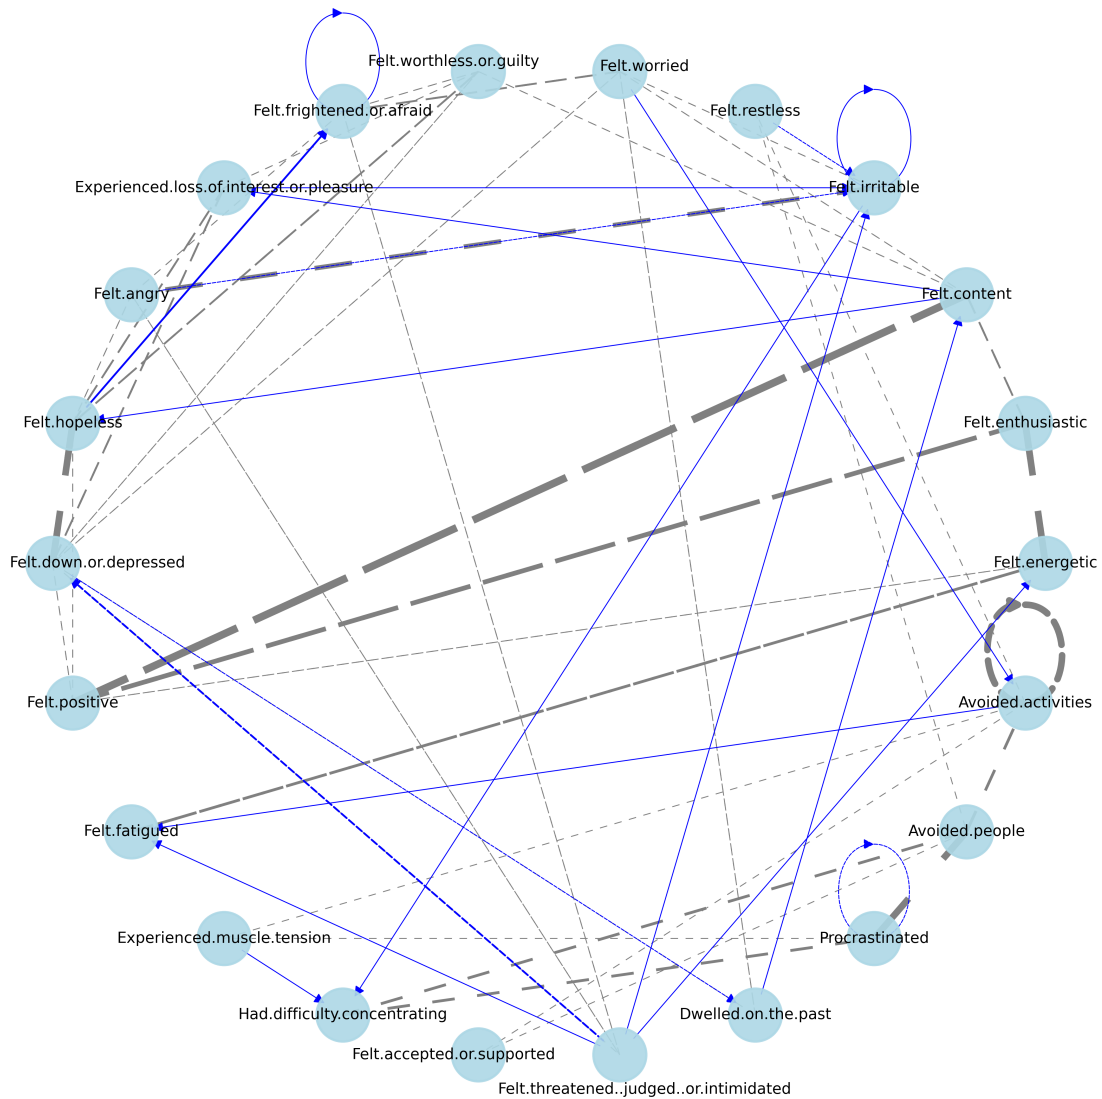 Felt.worthless.or.guilty
Felt.worried
Felt.frightened.or.afraid
Felt.restless
Experienced.loss.of.interest.or.pleasure
Felt.irritable
Felt.angry
Felt.content
Felt.hopeless
Felt.enthusiastic
Felt.down.or.depressed
Felt.energetic
Felt.positive
Avoided.activities
Felt.fatigued
Avoided.people
Experienced.muscle.tension
Procrastinated
Had.difficulty.concentrating
Dwelled.on.the.past
Felt.accepted.or.supported
Felt.threatened..judged..or.intimidated